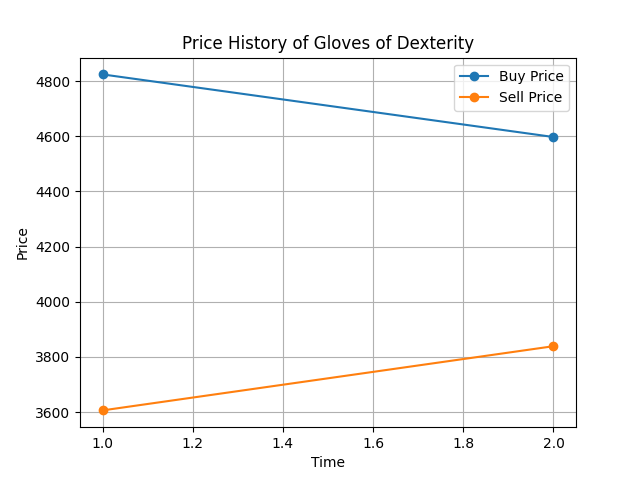 Price History of Gloves of Dexterity
Buy Price
Sell Price
4800
4600
4400
4200
4000
3800
3600
Price
1.0 1.2 1.4 1.6 1.8 2.0
Time